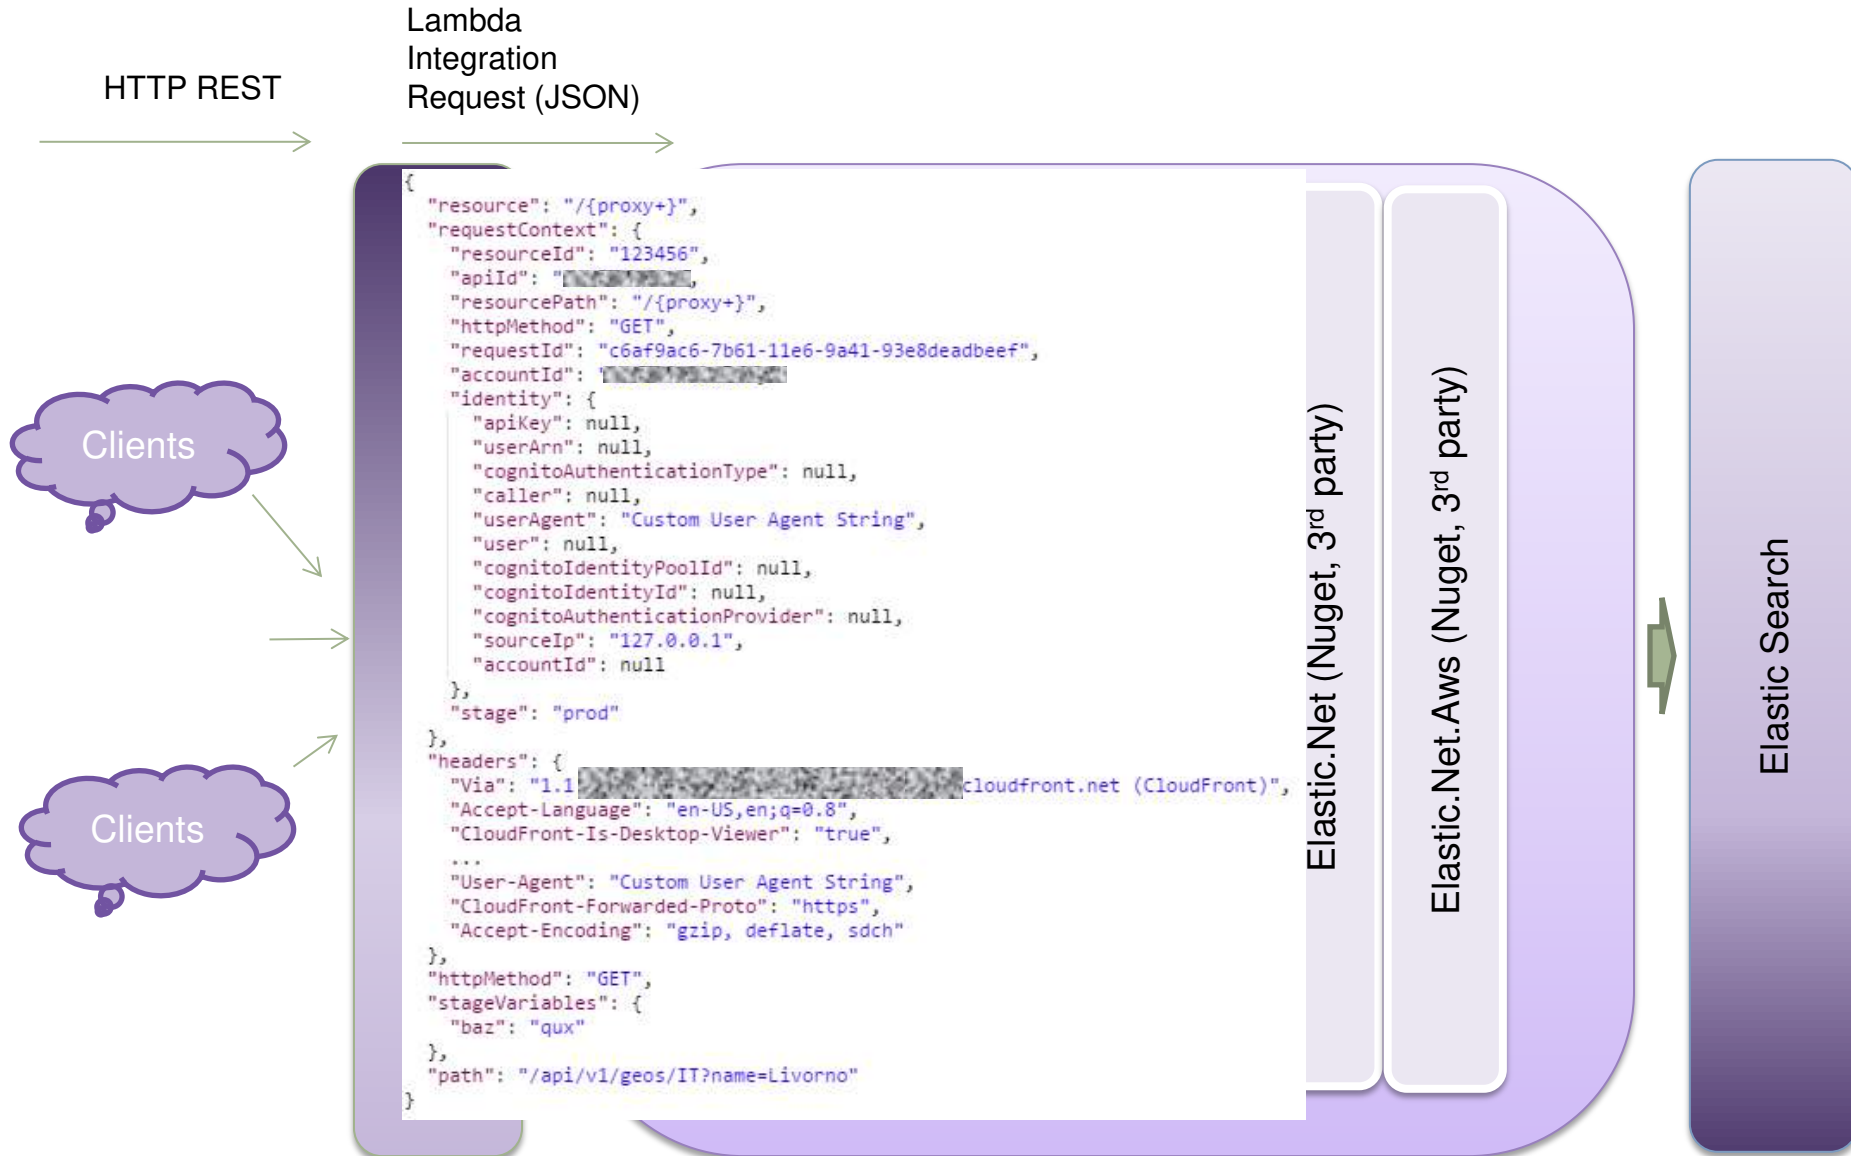 HTTP REST
Lambda
Integration
Request (JSON)
Clients
Clients
{
"resource": "/{proxy+}",
"requestContext": {
"resourceId": "123456",
"apiId": "
,
"resourcePath": "/{proxy+}",
"httpMethod": "GET",
"requestId": "c6af9ac6-7b61-11e6-9a41-93e8deadbeef",
"accountId": "
"identity": {
"apiKey": null,
"userArn": null,
"cognitoAuthenticationType": null,
"caller": null,
"userAgent": "Custom User Agent String",
"user": null,
"cognitoIdentityPoolId": null,
"cognitoIdentityId": null,
"cognitoAuthenticationProvider": null,
"sourceIp": "127.0.0.1",
"accountId": null
},
"stage": "prod"
},
"headers": {
"Via": "1.1 cloudfront.net (CloudFront)",
"Accept-Language": "en-US,en;q=0.8",
"CloudFront-Is-Desktop-Viewer": "true",
...
"User-Agent": "Custom User Agent String",
"CloudFront-Forwarded-Proto": "https",
"Accept-Encoding": "gzip, deflate, sdch"
},
"httpMethod": "GET",
"stageVariables": {
"baz": "qux"
},
"path": "/api/v1/geos/IT?name=Livorno"
}
Elastic.Net (Nuget, 3rd party)
Elastic.Net.Aws (Nuget, 3rd party)
Elastic Search